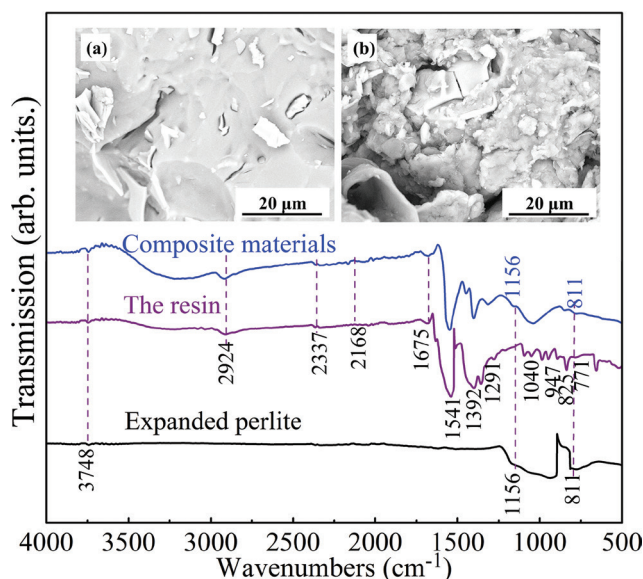 (a)
20 μm
(b)
20 μm
Transmission (arb. units.)
Composite materials
1156
811
The resin
2924
2337
2168
1675
1541
1392
1291
1040
947
825
771
Expanded perlite
3748
1156
811
4000 3500 3000 2500 2000 1500 1000 500
Wavenumbers (cm⁻¹)